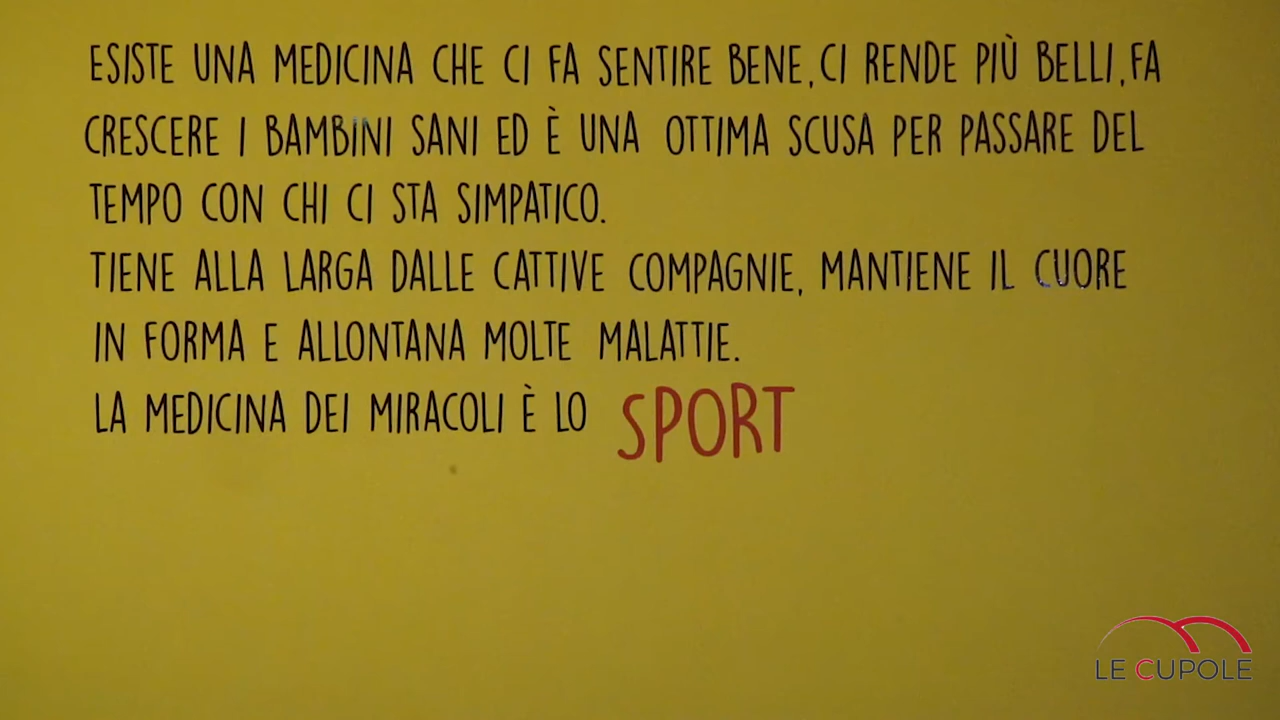 ESISTE UNA MEDICINA CHE CI FA SENTIRE BENE, CI RENDE PIÙ BELLI, FA
CRESCERE I BAMBINI SANI ED È UNA OTTIMA SCUSA PER PASSARE DEL
TEMPO CON CHI CI STA SIMPATICO.
TIENE ALLA LARGA DALLE CATTIVE COMPAGNIE, MANTIENE IL CUORE
IN FORMA E ALLONTANA MOLTE MALATTIE.
LA MEDICINA DEI MIRACOLI È LO SPORT
LE CUPOLE